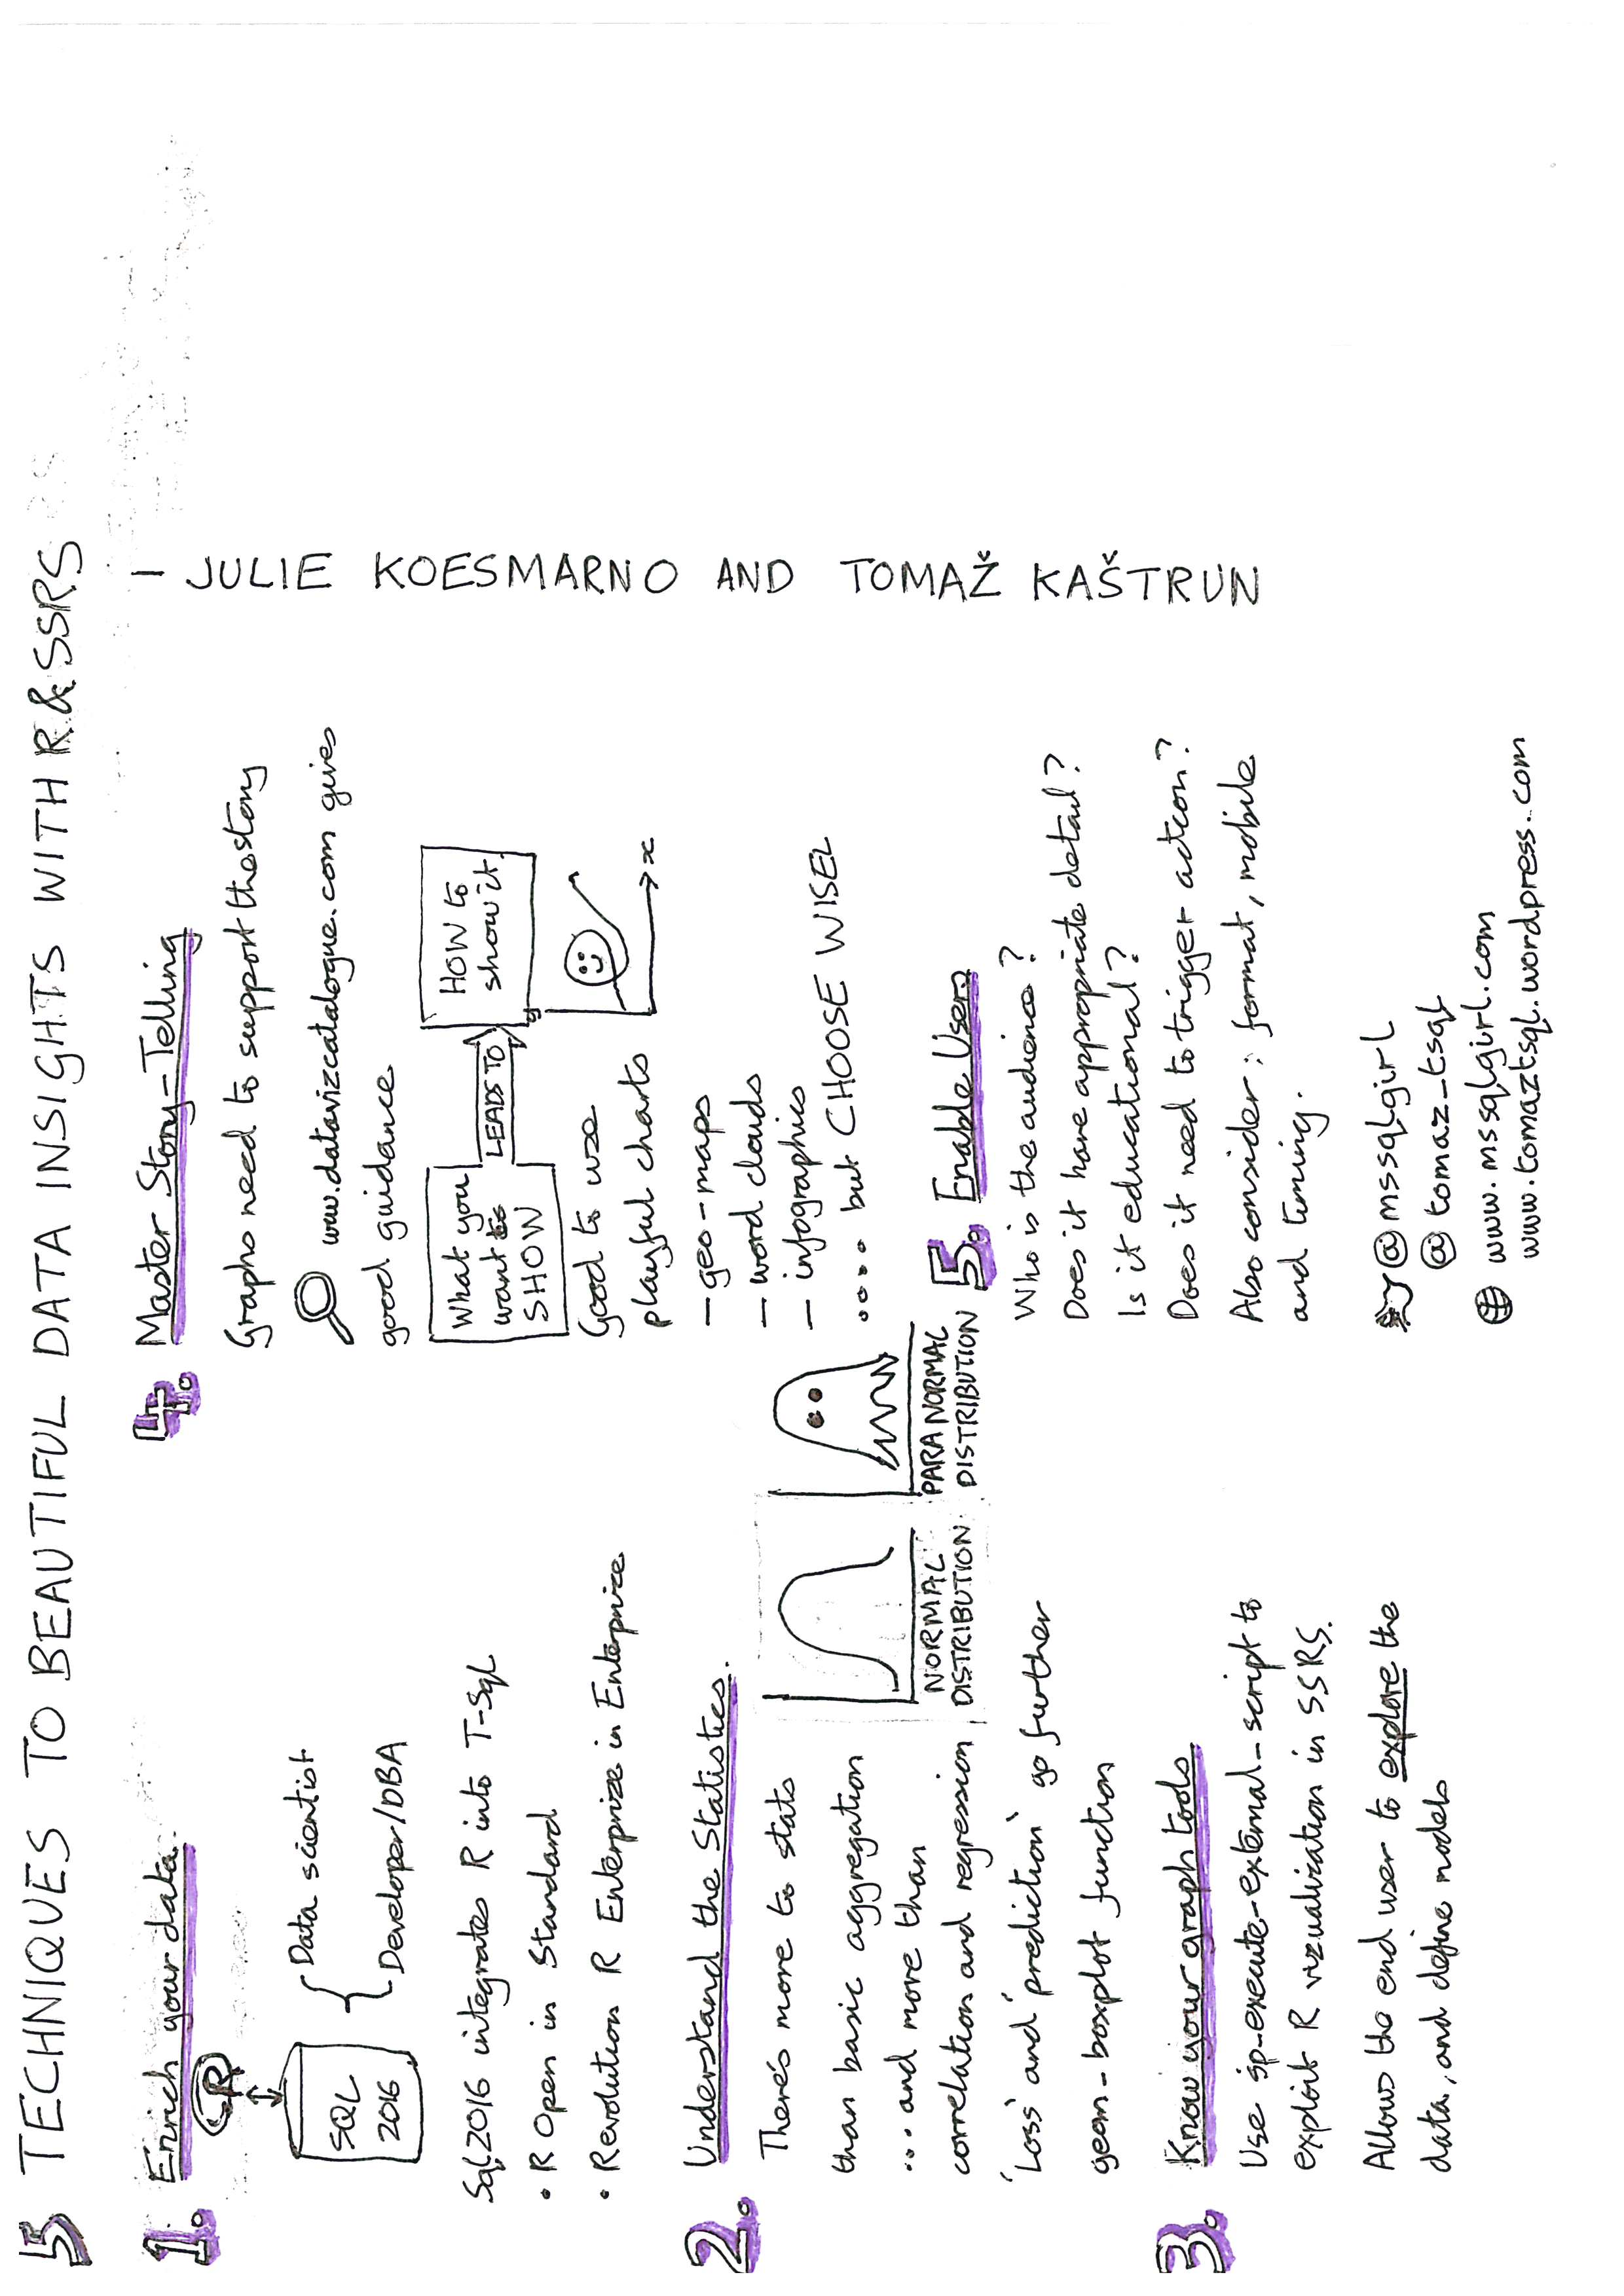 5 TECHNIQUES TO BEAUTIFUL DATA INSIGHTS WITH R & SSRS
1. Enrich your data.
R
SQL
2016
Data scientist
Developer/DBA
Sql2016 integrates R into T-Sql
• R Open in Standard
• Revolution R Enterprize in Enterprize
2. Understand the Statistics.
There's more to stats
than basic aggregation
... and more than
correlation and regression
'Loss' and 'prediction' go further
geom_boxplot function
NORMAL
DISTRIBUTION
PARANORMAL
DISTRIBUTION
3. Know your graph tools
Use sp_execute_external_script to
exploit R vizualization in SSRS.
Allows the end user to explore the
data, and define models
4. Master Story-Telling
Graphs need to support the story
www.datavizcatalogue.com gives
good guidance
What you
want to
SHOW
LEADS TO
HOW to
show it.
y
x
Good to use
playful charts
- geo-maps
- word clouds
- infographics
.... but CHOOSE WISEL
5. Enable Users
Who is the audience?
Does it have appropriate detail?
Is it educational?
Does it need to trigger action?
Also consider; format, mobile
and timing.
@mssqlgirl
@tomaz_tsql
www.mssqlgirl.com
www.tomaztsql.wordpress.com
- JULIE KOESMARNO AND TOMAŽ KAŠTRUN